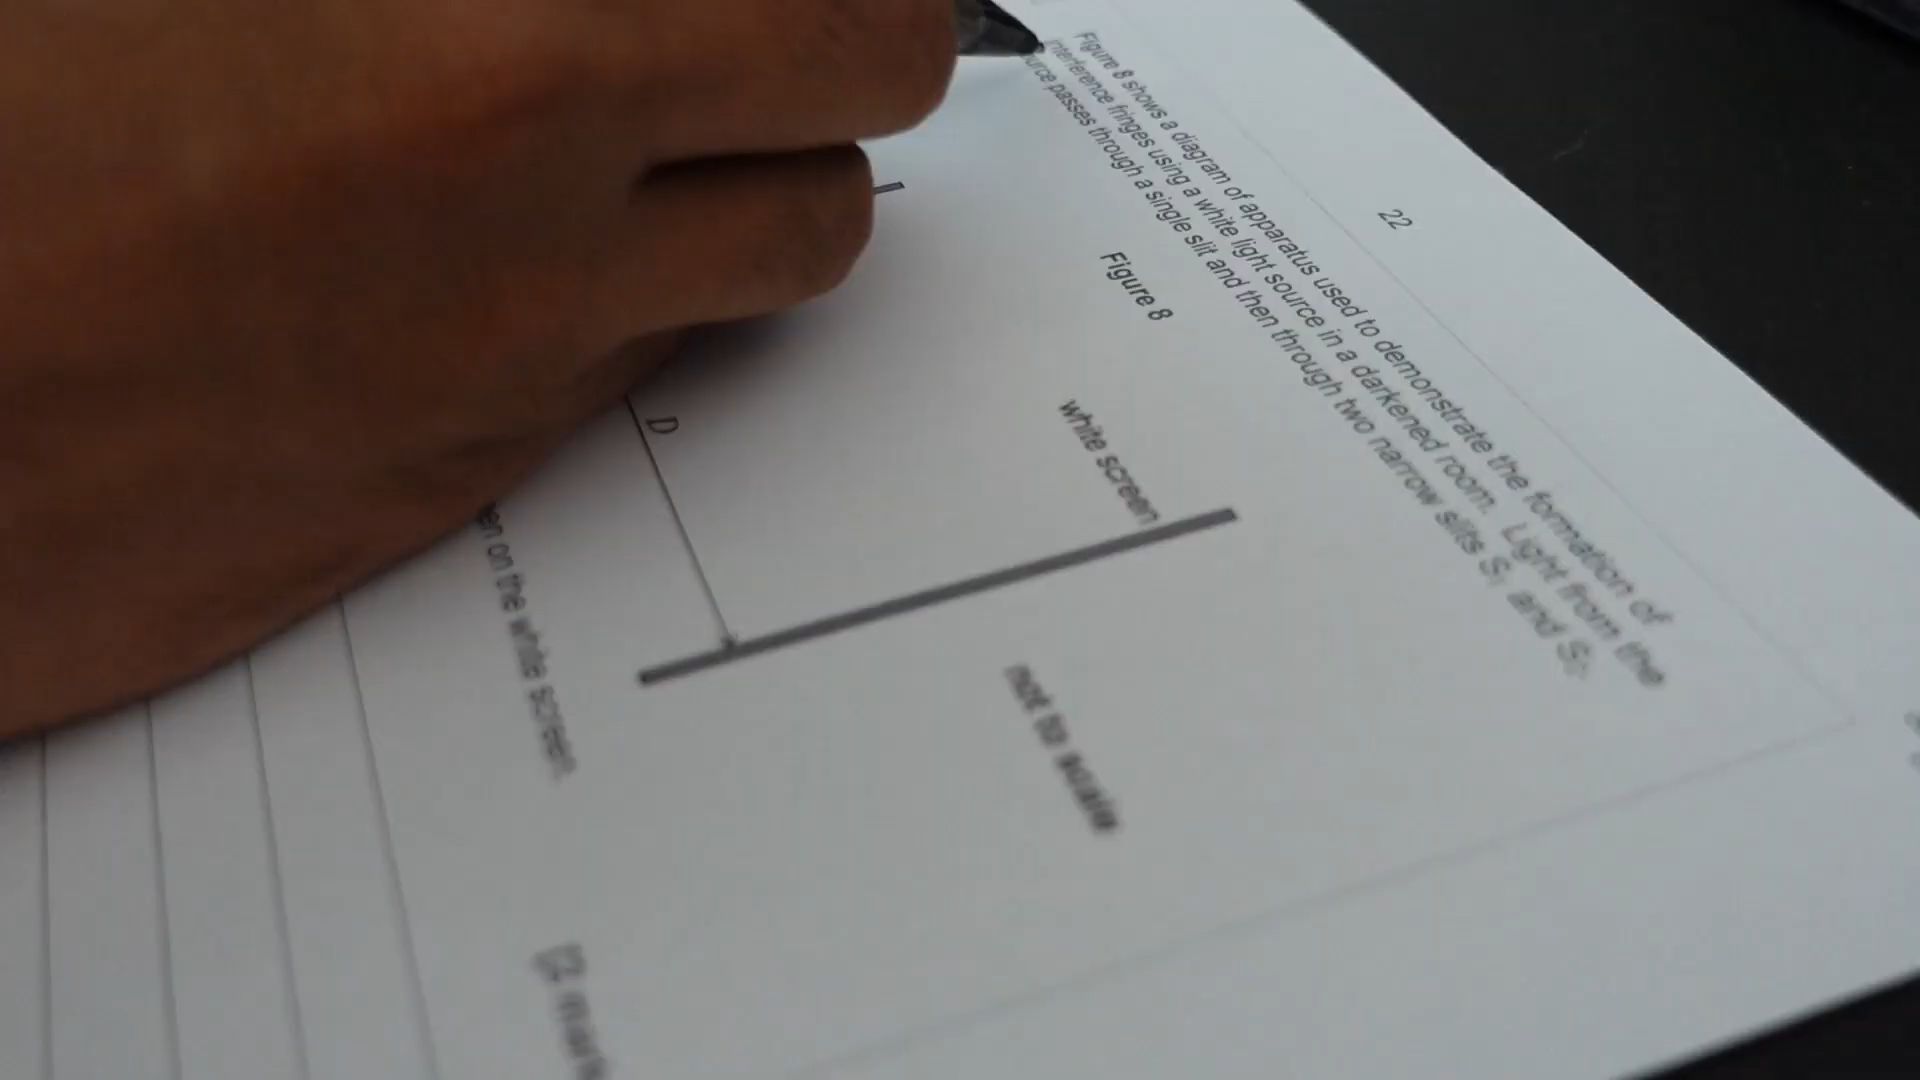 22
Figure 8 shows a diagram of apparatus used to demonstrate the formation of
interference fringes using a white light source in a darkened room. Light from the
passes through a single slit and then through two narrow slits S₁ and S₂.
Figure 8
white screen
not to scale
D
on the white screen.
[2